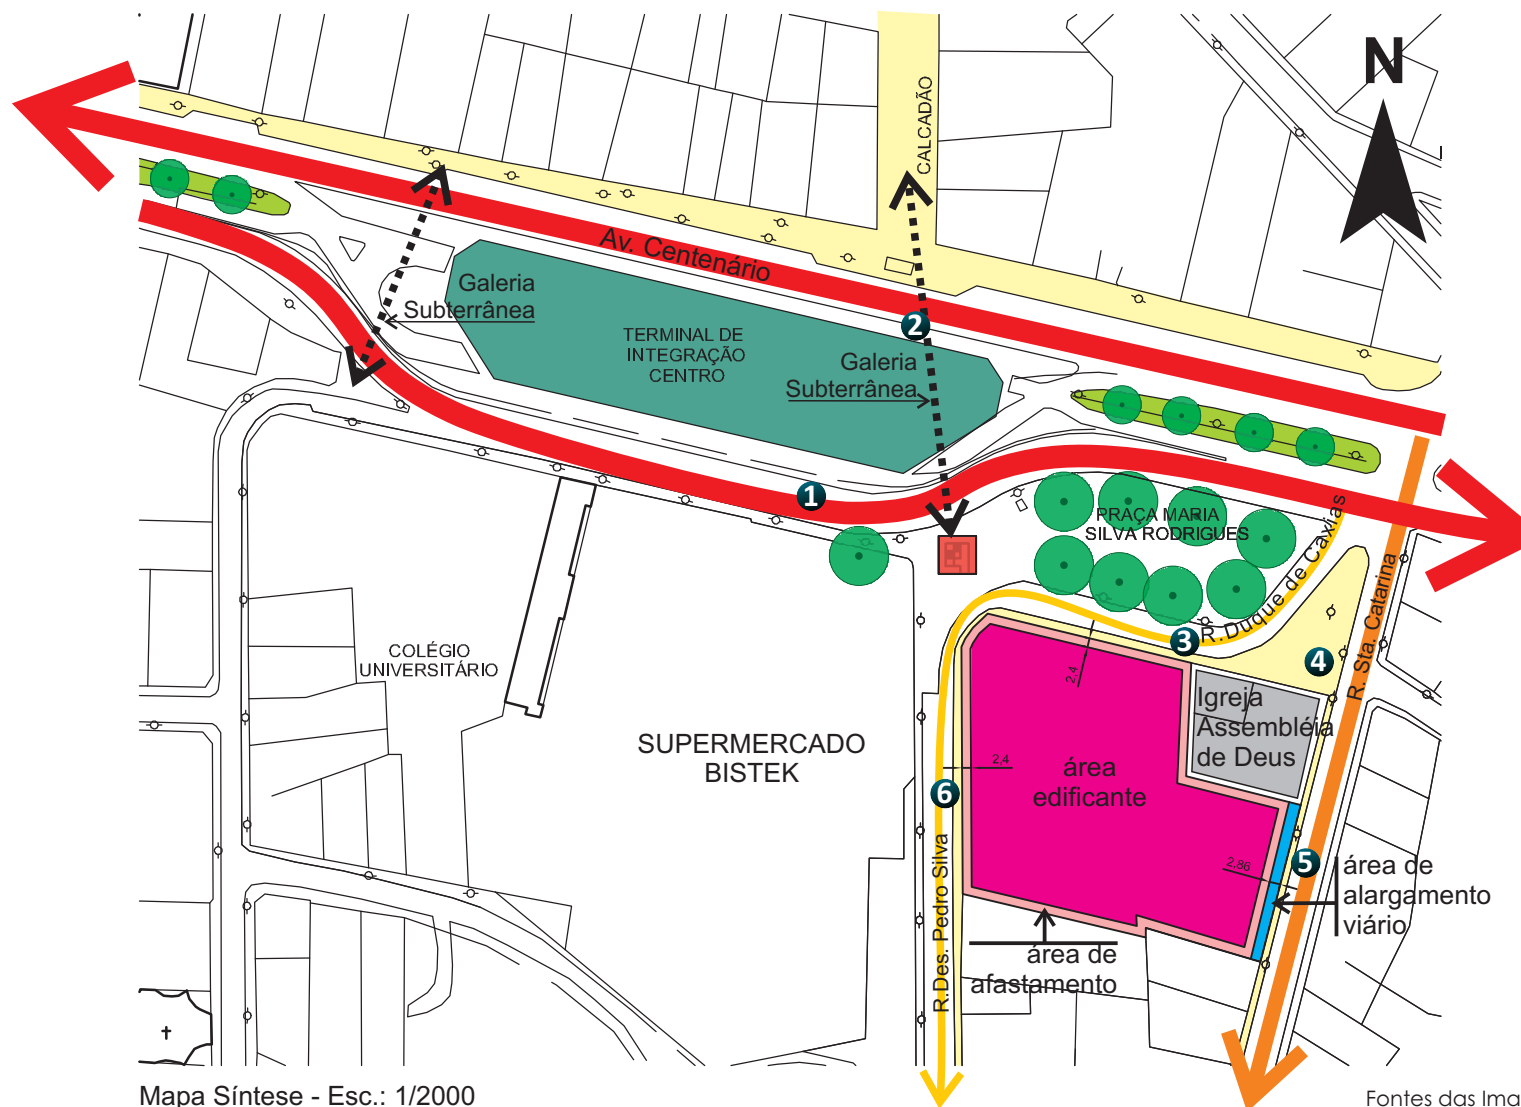 N
CALCADÃO
Av. Centenário
Galeria
Subterrânea
2
TERMINAL DE
INTEGRAÇÃO
CENTRO
Galeria
Subterrânea
1
PRAÇA MARIA
SILVA RODRIGUES
R.Duque de Caxias
3
4
R. Sta. Catarina
COLÉGIO
UNIVERSITÁRIO
2,4
Igreja
Assembléia
de Deus
SUPERMERCADO
BISTEK
2,4
área
edificante
6
R.Des. Pedro Silva
5
2,86
área de
alargamento
viário
área de
afastamento
Mapa Síntese - Esc.: 1/2000
Fontes das Ima